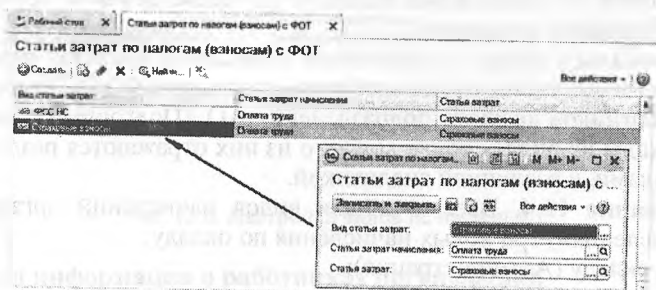 Рабочий стол × Статьи затрат по налогам (взносам) с ФОТ ×
Статьи затрат по налогам (взносам) с ФОТ
Создать Найти...
Все действия
Вид статьи затрат Статья затрат начисления Статья затрат
ФСС НС Оплата труда Страховые взносы
Страховые взносы Оплата труда Страховые взносы
Статьи затрат по налогам... M M+ M-
Статьи затрат по налогам (взносам) с ...
Записать и закрыть Все действия
Вид статьи затрат: Страховые взносы ...
Статья затрат начисления: Оплата труда ...
Статья затрат: Страховые взносы ...